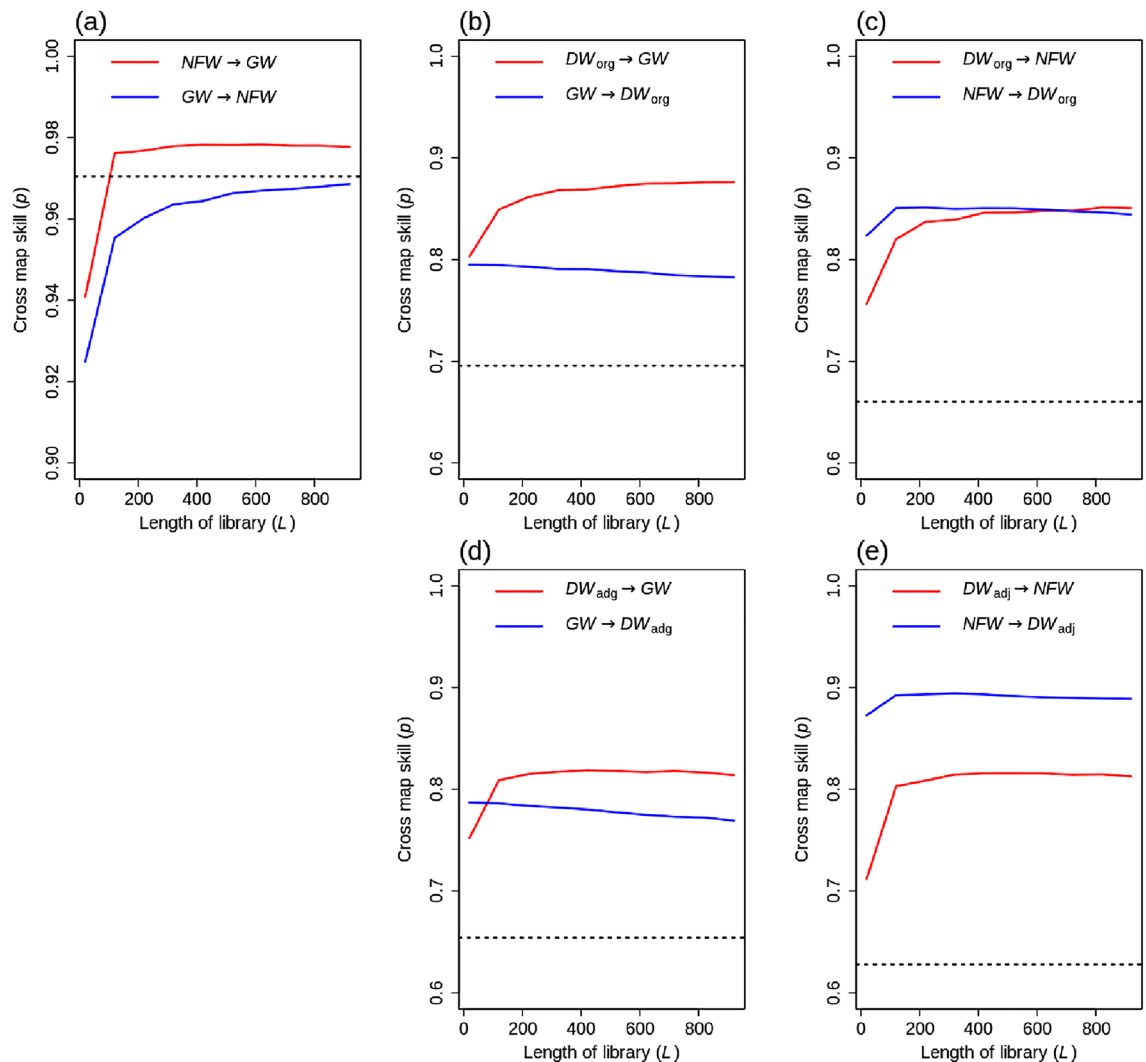 (a)
NFW → GW
GW → NFW
Cross map skill (p)
1.00
0.98
0.96
0.94
0.92
0.90
0 200 400 600 800
Length of library (L)
(b)
DWorg → GW
GW → DWorg
Cross map skill (p)
1.0
0.9
0.8
0.7
0.6
0 200 400 600 800
Length of library (L)
(c)
DWorg → NFW
NFW → DWorg
Cross map skill (p)
1.0
0.9
0.8
0.7
0.6
0 200 400 600 800
Length of library (L)
(d)
DWadg → GW
GW → DWadg
Cross map skill (p)
1.0
0.9
0.8
0.7
0.6
0 200 400 600 800
Length of library (L)
(e)
DWadj → NFW
NFW → DWadj
Cross map skill (p)
1.0
0.9
0.8
0.7
0.6
0 200 400 600 800
Length of library (L)